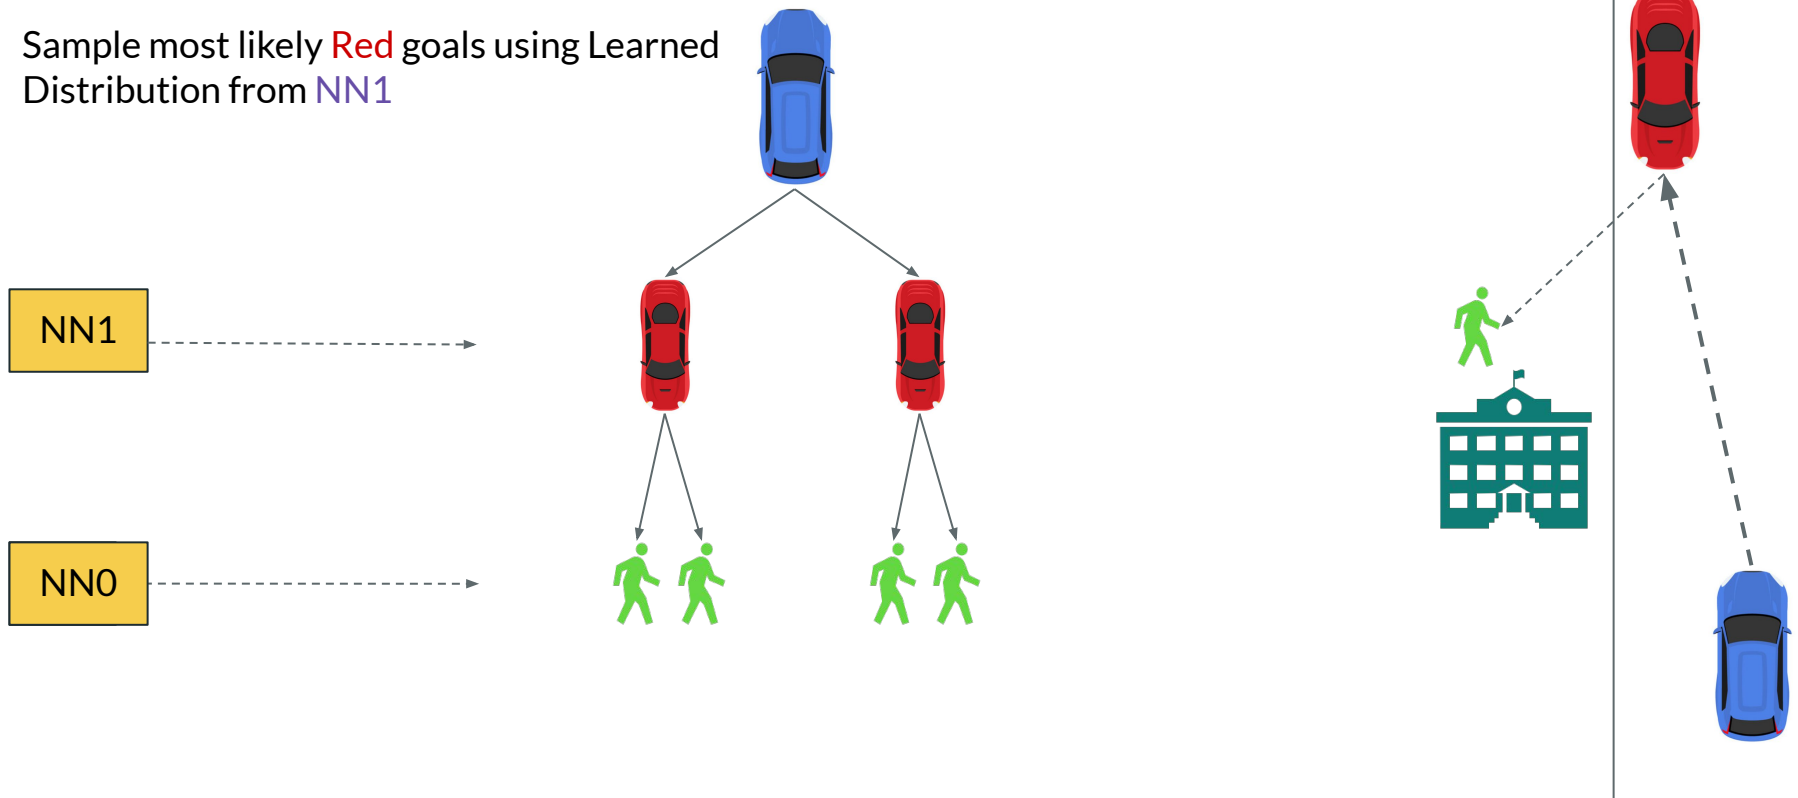 Sample most likely Red goals using Learned
Distribution from NN1
NN1
NN0